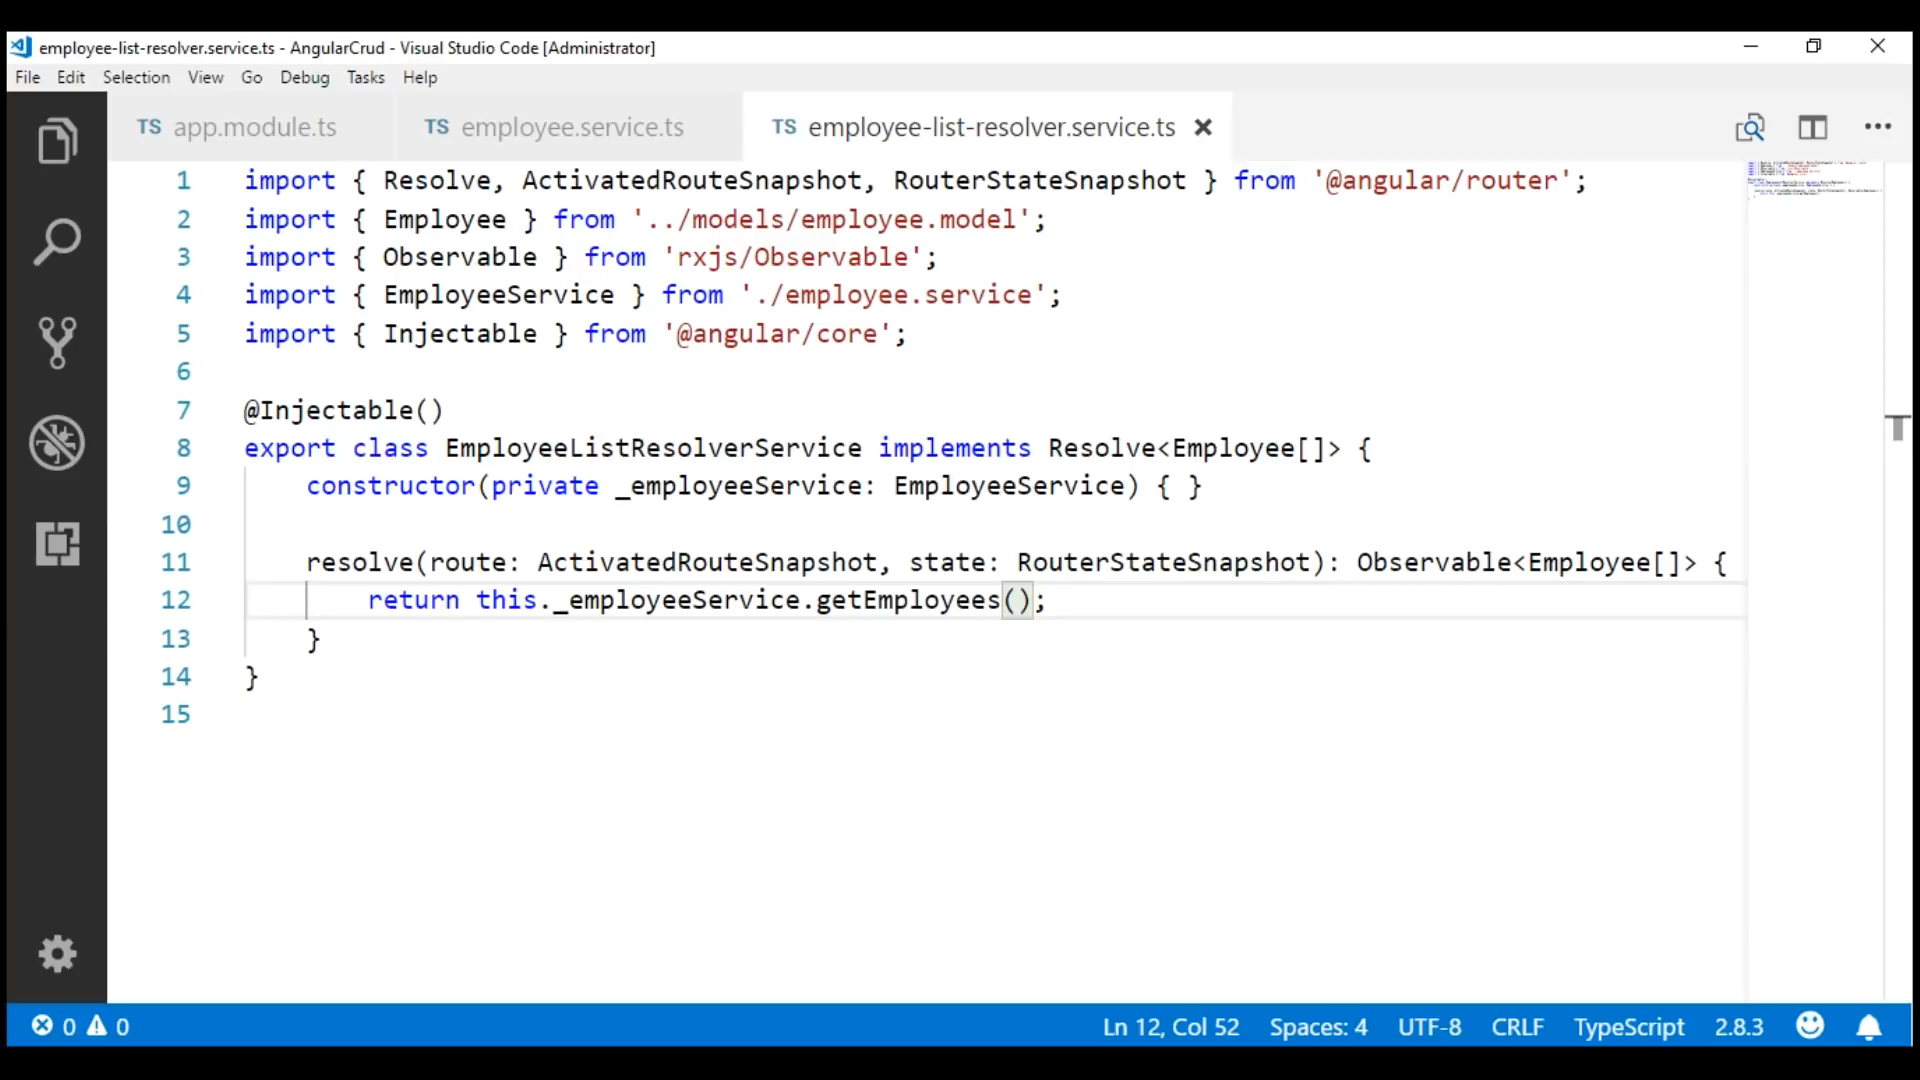 employee-list-resolver.service.ts - AngularCrud - Visual Studio Code [Administrator]
File Edit Selection View Go Debug Tasks Help
TS app.module.ts TS employee.service.ts TS employee-list-resolver.service.ts
1 import { Resolve, ActivatedRouteSnapshot, RouterStateSnapshot } from '@angular/router';
2 import { Employee } from '../models/employee.model';
3 import { Observable } from 'rxjs/Observable';
4 import { EmployeeService } from './employee.service';
5 import { Injectable } from '@angular/core';
6
7 @Injectable()
8 export class EmployeeListResolverService implements Resolve<Employee[]> {
9 constructor(private _employeeService: EmployeeService) { }
10
11 resolve(route: ActivatedRouteSnapshot, state: RouterStateSnapshot): Observable<Employee[]> {
12 return this._employeeService.getEmployees();
13 }
14 }
15
0 0 Ln 12, Col 52 Spaces: 4 UTF-8 CRLF TypeScript 2.8.3